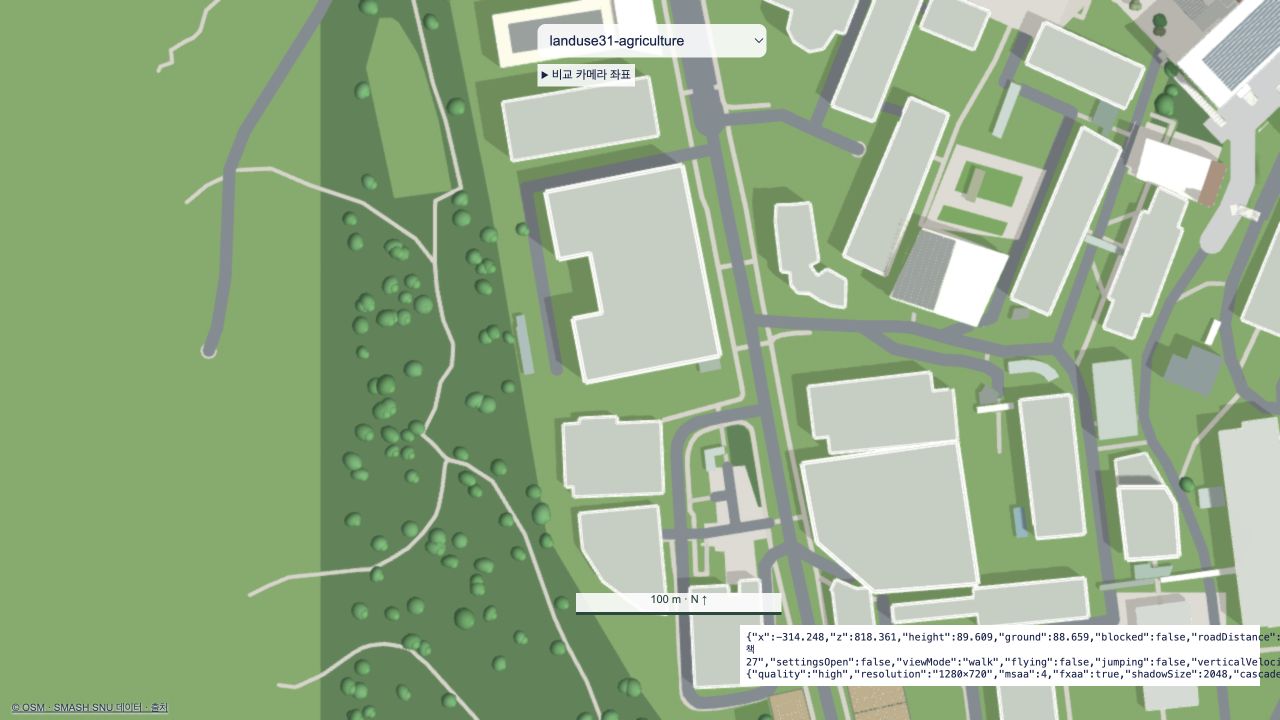 landuse31-agriculture
▶ 비교 카메라 좌표
100 m · N ↑
{"x":-314.248,"z":818.361,"height":89.609,"ground":88.659,"blocked":false,"roadDistance"
책
27","settingsOpen":false,"viewMode":"walk","flying":false,"jumping":false,"verticalVeloci
{"quality":"high","resolution":"1280×720","msaa":4,"fxaa":true,"shadowSize":2048,"cascade
© OSM · SMASH SNU 데이터 · 출처